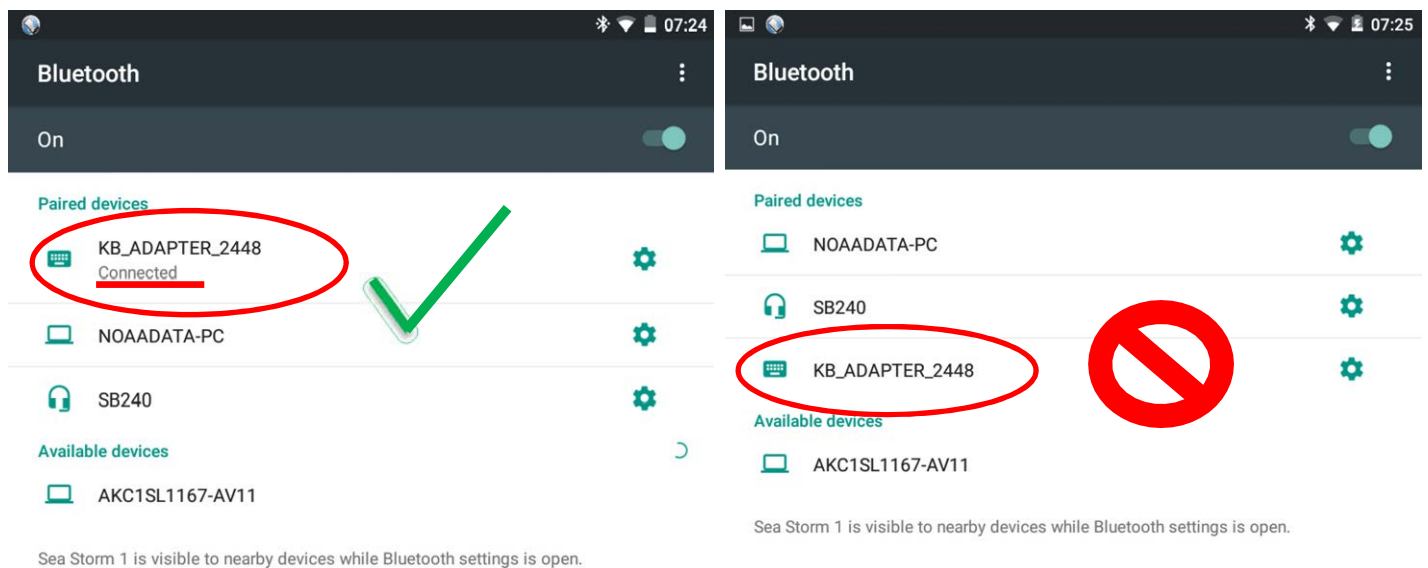 07:24
Bluetooth
On
Paired devices
KB_ADAPTER_2448
Connected
NOAADATA-PC
SB240
Available devices
AKC1SL1167-AV11
Sea Storm 1 is visible to nearby devices while Bluetooth settings is open.
07:25
Bluetooth
On
Paired devices
NOAADATA-PC
SB240
KB_ADAPTER_2448
Available devices
AKC1SL1167-AV11
Sea Storm 1 is visible to nearby devices while Bluetooth settings is open.